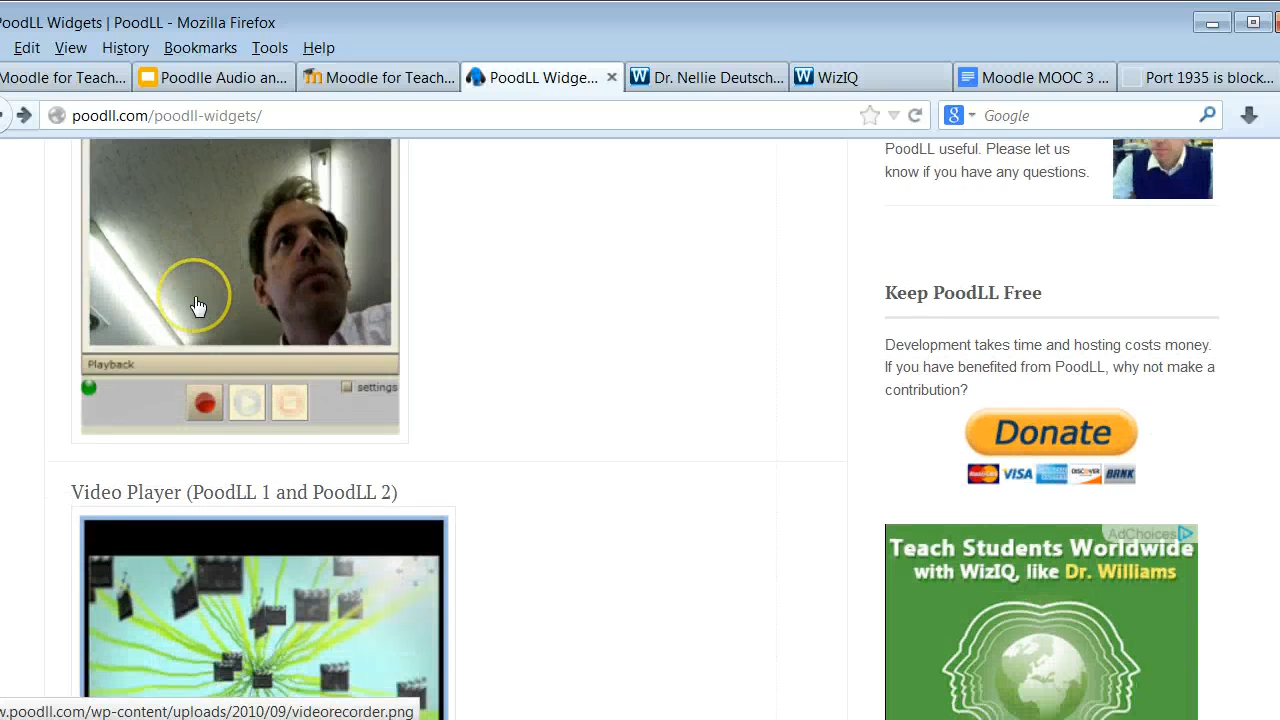 PoodLL Widgets | PoodLL - Mozilla Firefox
Edit View History Bookmarks Tools Help
Moodle for Teach...
Poodlle Audio an...
Moodle for Teach...
PoodLL Widge...
Dr. Nellie Deutsch...
WizIQ
Moodle MOOC 3 ...
Port 1935 is block...
poodll.com/poodll-widgets/
Google
PoodLL useful. Please let us
know if you have any questions.
Playback
settings
Keep PoodLL Free
Development takes time and hosting costs money.
If you have benefited from PoodLL, why not make a
contribution?
Donate
MasterCard VISA AMERICAN EXPRESS DISCOVER BANK
Video Player (PoodLL 1 and PoodLL 2)
AdChoices
Teach Students Worldwide
with WizIQ, like Dr. Williams
w.poodll.com/wp-content/uploads/2010/09/videorecorder.png